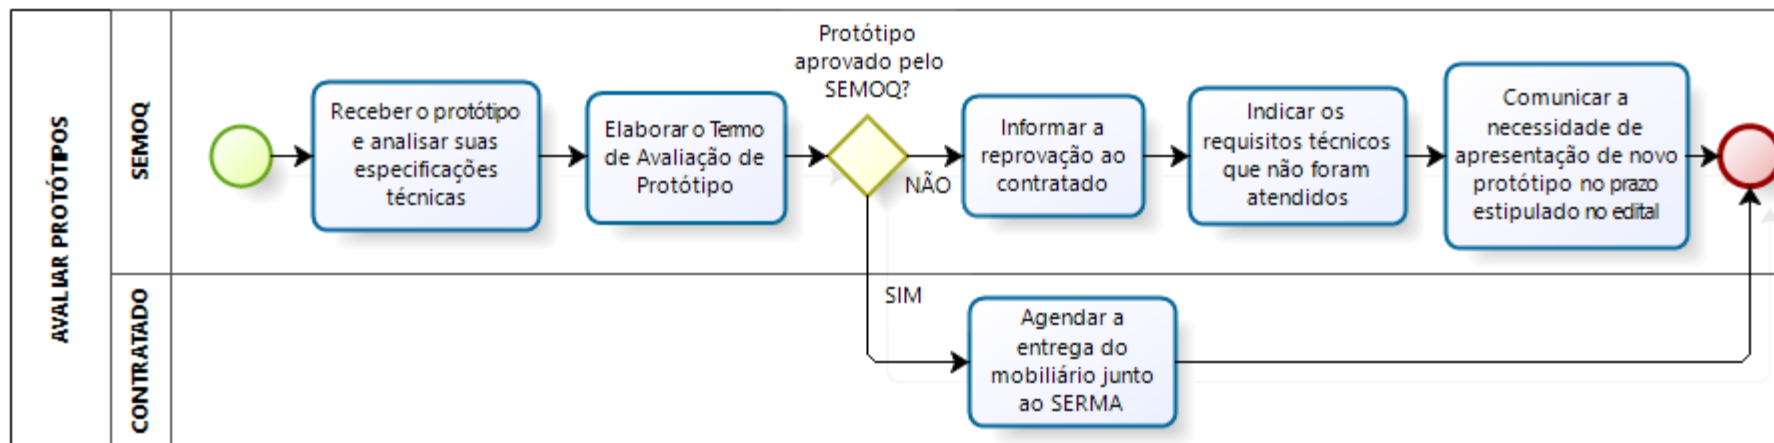 AVALIAR PROTÓTIPOS
SEMOQ
Receber o protótipo
e analisar suas
especificações
técnicas
Elaborar o Termo
de Avaliação de
Protótipo
Protótipo
aprovado pelo
SEMOQ?
NÃO
Informar a
reprovação ao
contratado
Indicar os
requisitos técnicos
que não foram
atendidos
Comunicar a
necessidade de
apresentação de novo
protótipo no prazo
estipulado no edital
CONTRATADO
SIM
Agendar a
entrega do
mobiliário junto
ao SERMA